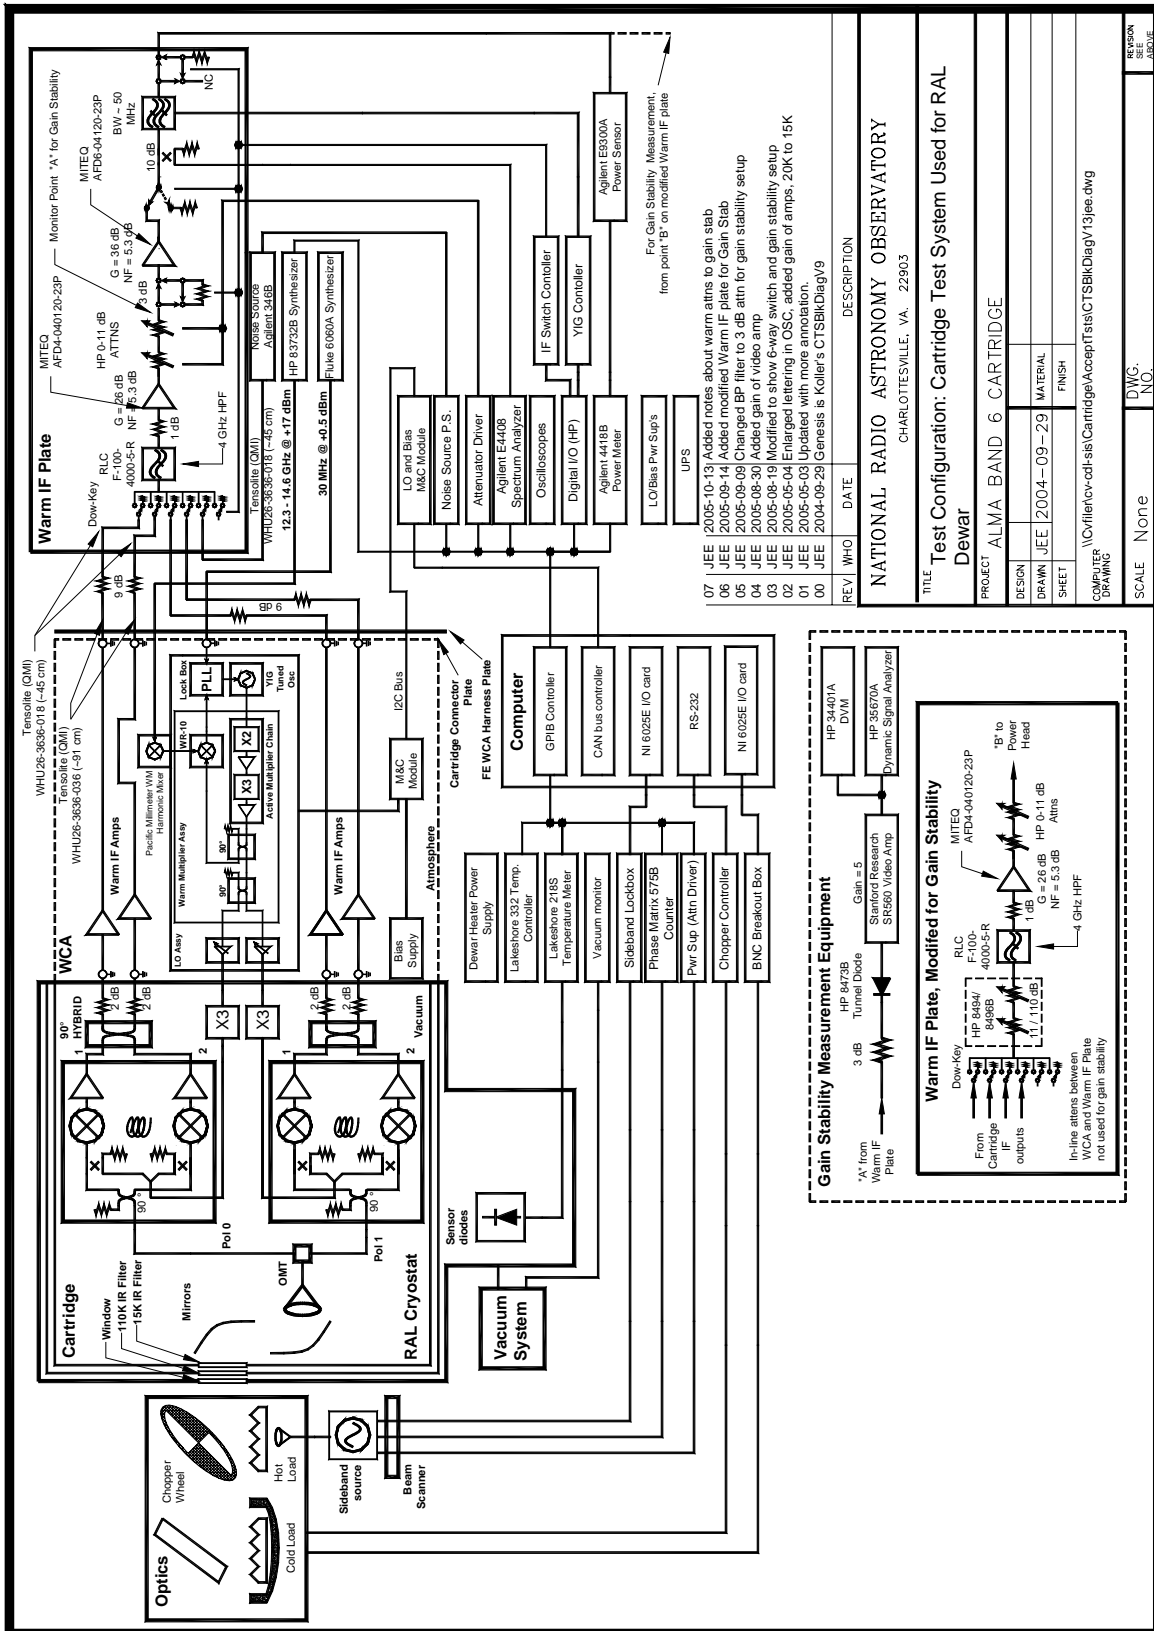 Optics
Chopper
Wheel
Hot
Load
Cold Load
Sideband
source
Beam
Scanner
Cartridge
Window
110K IR Filter
15K IR Filter
Mirrors
RAL Cryostat
OMT
Pol 0
Pol 1
90 °
90 °
1
2
1
2
90°
HYBRID
2 dB
2 dB
X3
X3
2 dB
2 dB
Vacuum
Vacuum
System
Sensor
diodes
WCA
Warm IF Amps
Pacific Millimeter WM
Harmonic Mixer
LO Assy
Warm Multiplier Assy
90°
90°
WR-10
Lock Box
PLL
YIG
Tuned
Osc
X2
X3
Active Multiplier Chain
Warm IF Amps
Bias
Supply
M&C
Module
I2C Bus
Atmosphere
Cartridge Connector
Plate
FE WCA Harness Plate
Tensolite (QMI)
WHU26-3636-018 (~45 cm)
Tensolite (QMI)
WHU26-3636-036 (~91 cm)
9 dB
9 dB
Warm IF Plate
Dow-Key
RLC
F-100-
4000-5-R
4 GHz HPF
1 dB
G = 26 dB
NF = 5.3 dB
MITEQ
AFD4-040120-23P
HP 0-11 dB
ATTNS
3 dB
Monitor Point "A" for Gain Stability
G = 36 dB
NF = 5.3 dB
MITEQ
AFD6-04120-23P
10 dB
BW ~ 50
MHz
NC
Tensolite (QMI)
WHU26-3636-018 (~45 cm)
12.3 - 14.6 GHz @ +17 dBm
30 MHz @ +0.5 dBm
Noise Source
Agilent 346B
HP 83732B Synthesizer
Fluke 6060A Synthesizer
LO and Bias
M&C Module
Noise Source P.S.
Attenuator Driver
Agilent E4408
Spectrum Analyzer
Oscilloscopes
Digital I/O (HP)
Agilent 4418B
Power Meter
LO/Bias Pwr Sup's
UPS
IF Switch Contoller
YIG Contoller
Agilent E9300A
Power Sensor
For Gain Stability Measurement,
from point "B" on modified Warm IF plate
Computer
GPIB Controller
CAN bus controller
NI 6025E I/O card
RS-232
NI 6025E I/O card
Dewar Heater Power
Supply
Lakeshore 332 Temp.
Controller
Lakeshore 218S
Temperature Meter
Vacuum monitor
Sideband Lockbox
Phase Matrix 575B
Counter
Pwr Sup (Attn Driver)
Chopper Controller
BNC Breakout Box
Gain Stability Measurement Equipment
"A" from
Warm IF
Plate
3 dB
HP 8473B
Tunnel Diode
Gain = 5
Stanford Research
SR560 Video Amp
HP 34401A
DVM
HP 35670A
Dynamic Signal Analyzer
Warm IF Plate, Modifed for Gain Stability
Dow-Key
From
Cartridge
IF
outputs
HP 8494/
8496B
11 / 110 dB
RLC
F-100-
4000-5-R
4 GHz HPF
1 dB
G = 26 dB
NF = 5.3 dB
MITEQ
AFD4-040120-23P
HP 0-11 dB
Attns
"B" to
Power
Head
In-line attens between
WCA and Warm IF Plate
not used for gain stability
07 JEE 2005-10-13 Added notes about warm attns to gain stab
06 JEE 2005-09-14 Added modified Warm IF plate for Gain Stab
05 JEE 2005-09-09 Changed BP filter to 3 dB attn for gain stability setup
04 JEE 2005-08-30 Added gain of video amp
03 JEE 2005-08-19 Modified to show 6-way switch and gain stability setup
02 JEE 2005-05-04 Enlarged lettering in OSC, added gain of amps, 20K to 15K
01 JEE 2005-05-03 Updated with more annotation.
00 JEE 2004-09-29 Genesis is Koller's CTSBlkDiagV9
REV WHO DATE DESCRIPTION
NATIONAL RADIO ASTRONOMY OBSERVATORY
CHARLOTTESVILLE, VA. 22903
TITLE Test Configuration: Cartridge Test System Used for RAL
Dewar
PROJECT ALMA BAND 6 CARTRIDGE
DESIGN
DRAWN JEE 2004-09-29 MATERIAL
SHEET FINISH
COMPUTER
DRAWING \\Cvfiler\cv-cdl-sis\Cartridge\AcceptTsts\CTSBlkDiagV13jee.dwg
SCALE None
DWG.
NO.
REVISION
SEE
ABOVE